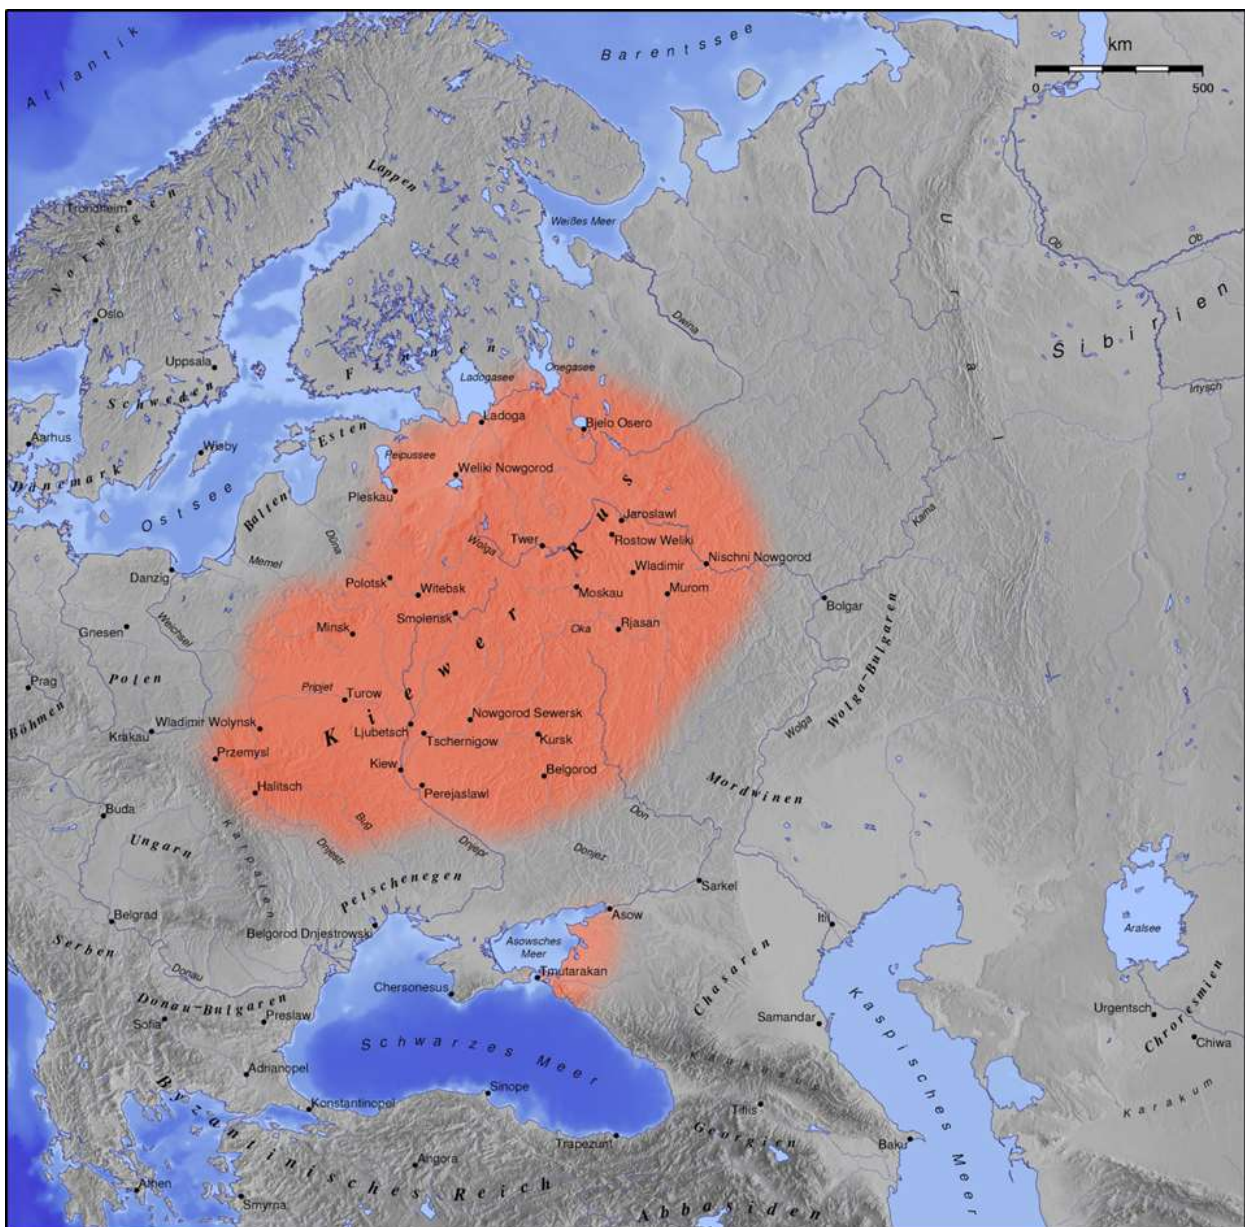 Atlantik
Barentssee
km
0
500
Lappen
Trondheim
Norwegen
Weißes Meer
Ural
Ob
Ob
Sibirien
Oslo
Dwina
Uppsala
Finnen
Ladogasee
Onegasee
Irtysch
Schweden
Ladoga
Bjelo Osero
Aarhus
Wisby
Esten
Peipussee
Weliki Nowgorod
Dänemark
Ostsee
Balten
Pleskau
Kama
Jaroslawl
Düna
Wolga
Twer
Rostow Weliki
Kiewer Rus
Memel
Nischni Nowgorod
Danzig
Polotsk
Witebsk
Wladimir
Moskau
Murom
Bolgar
Gnesen
Weichsel
Minsk
Smolensk
Oka
Rjasan
Wolga-Bulgaren
Prag
Polen
Pripjet
Turow
Böhmen
Krakau
Wladimir Wolynsk
Ljubetsch
Nowgorod Sewersk
Tschernigow
Kursk
Wolga
Przemysl
Kiew
Belgorod
Halitsch
Perejaslawl
Mordwinen
Buda
Ungarn
Karpaten
Bug
Dnjestr
Dnjepr
Donjez
Don
Petschenegen
Sarkel
Belgrad
Belgorod Dnjestrowski
Asow
Itil
Serben
Asowsches
Meer
Aralsee
Donau
Tmutarakan
Chasaren
Chersonesus
Donau-Bulgaren
Sofia
Preslaw
Samandar
Kaspisches Meer
Urgentsch
Chroresmien
Chiwa
Schwarzes Meer
Kaukasus
Adrianopel
Sinope
Konstantinopel
Tiflis
Karakum
Byzantinisches Reich
Trapezunt
Georgien
Baku
Angora
Athen
Smyrna
Abbasiden